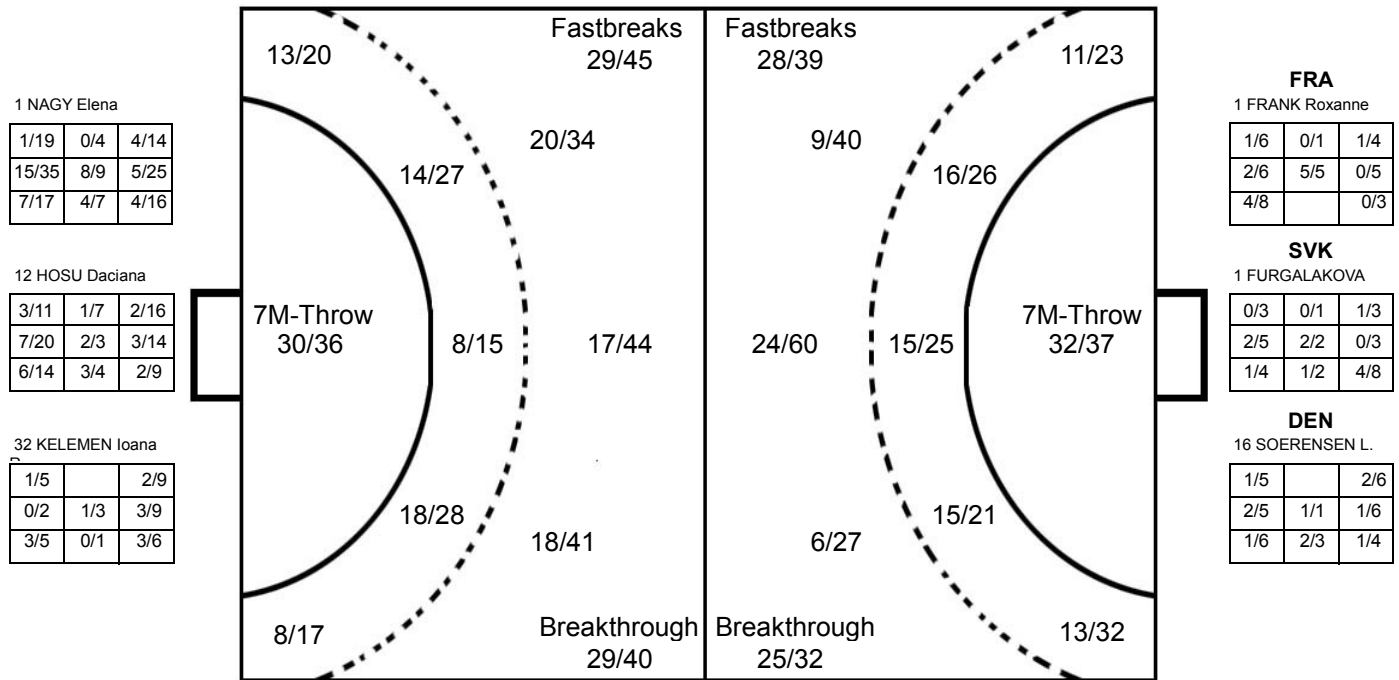 1 NAGY Elena
1/19 0/4 4/14
15/35 8/9 5/25
7/17 4/7 4/16
12 HOSU Daciana
3/11 1/7 2/16
7/20 2/3 3/14
6/14 3/4 2/9
32 KELEMEN Ioana
1/5 2/9
0/2 1/3 3/9
3/5 0/1 3/6
13/20
Fastbreaks
29/45
20/34
14/27
7M-Throw
30/36
8/15
17/44
18/28
18/41
8/17
Breakthrough
29/40
Fastbreaks
28/39
11/23
9/40
16/26
24/60
15/25
7M-Throw
32/37
15/21
6/27
Breakthrough
25/32
13/32
FRA
1 FRANK Roxanne
1/6 0/1 1/4
2/6 5/5 0/5
4/8 0/3
SVK
1 FURGALAKOVA
0/3 0/1 1/3
2/5 2/2 0/3
1/4 1/2 4/8
DEN
16 SOERENSEN L.
1/5 2/6
2/5 1/1 1/6
1/6 2/3 1/4